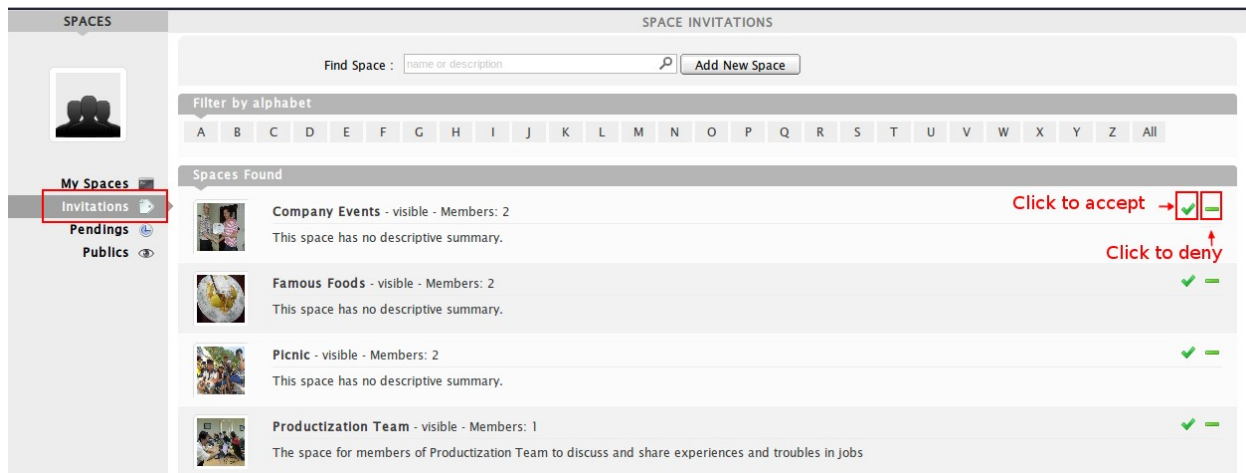 SPACES
SPACE INVITATIONS
Find Space : name or description Add New Space
Filter by alphabet
A B C D E F G H I J K L M N O P Q R S T U V W X Y Z All
My Spaces
Invitations
Pendings
Publics
Spaces Found
Company Events - visible - Members: 2
This space has no descriptive summary.
Click to accept
Click to deny
Famous Foods - visible - Members: 2
This space has no descriptive summary.
Picnic - visible - Members: 2
This space has no descriptive summary.
Productization Team - visible - Members: 1
The space for members of Productization Team to discuss and share experiences and troubles in jobs